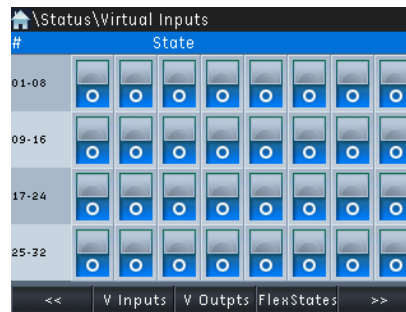 \Status\Virtual Inputs
# State
01-08
09-16
17-24
25-32
<< V Inputs V Outpts FlexStates >>